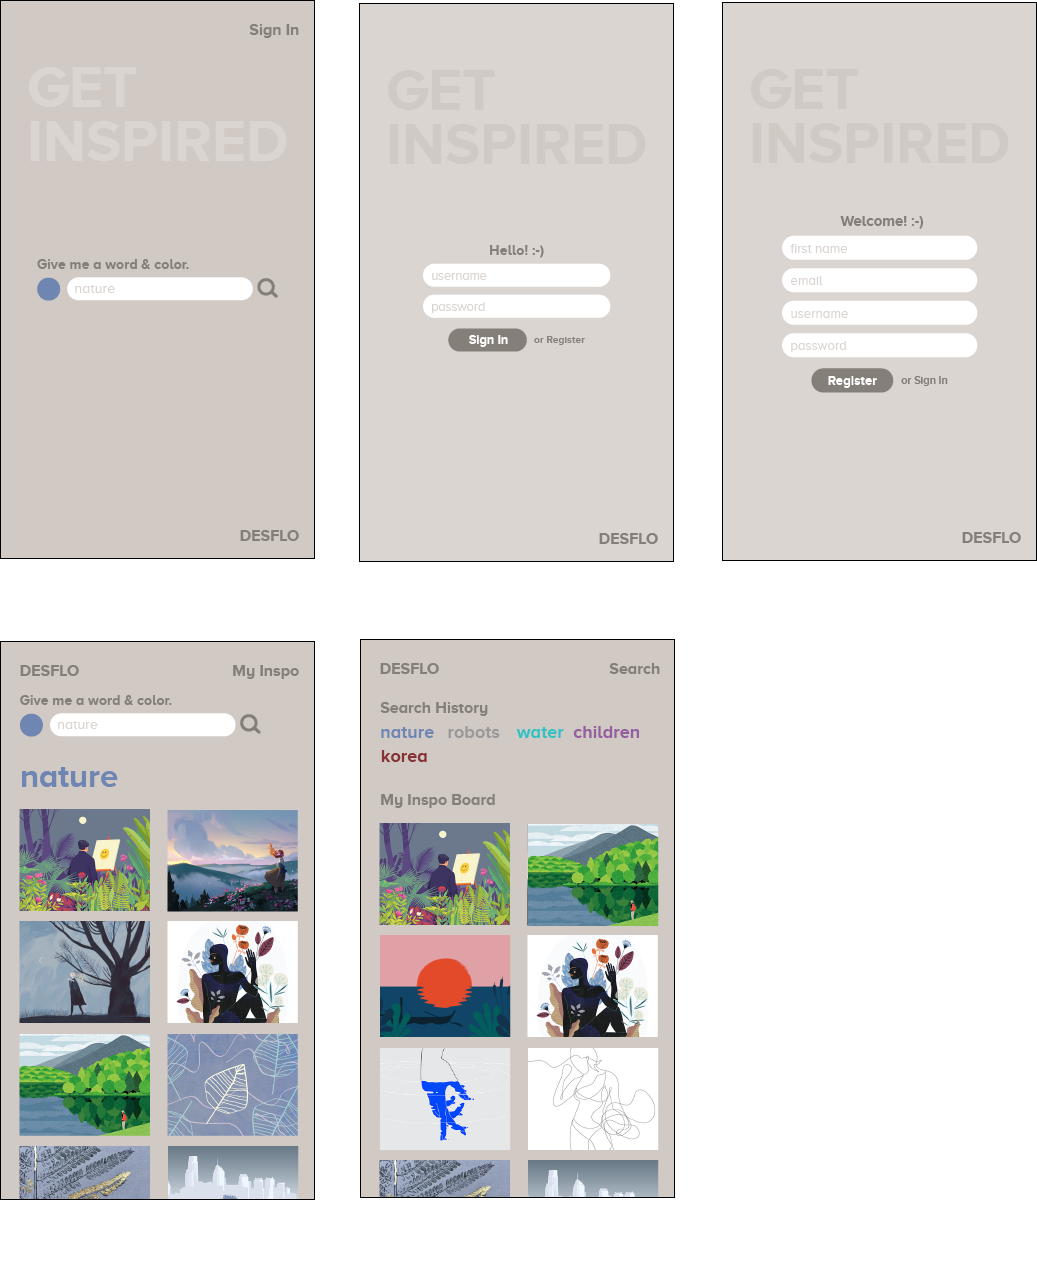 Sign In
GET
INSPIRED
Give me a word & color.
nature
DESFLO
GET
INSPIRED
Hello! :-)
username
password
Sign In or Register
DESFLO
GET
INSPIRED
Welcome! :-)
first name
email
username
password
Register or Sign In
DESFLO
DESFLO My Inspo
Give me a word & color.
nature
nature
DESFLO Search
Search History
nature robots water children
korea
My Inspo Board